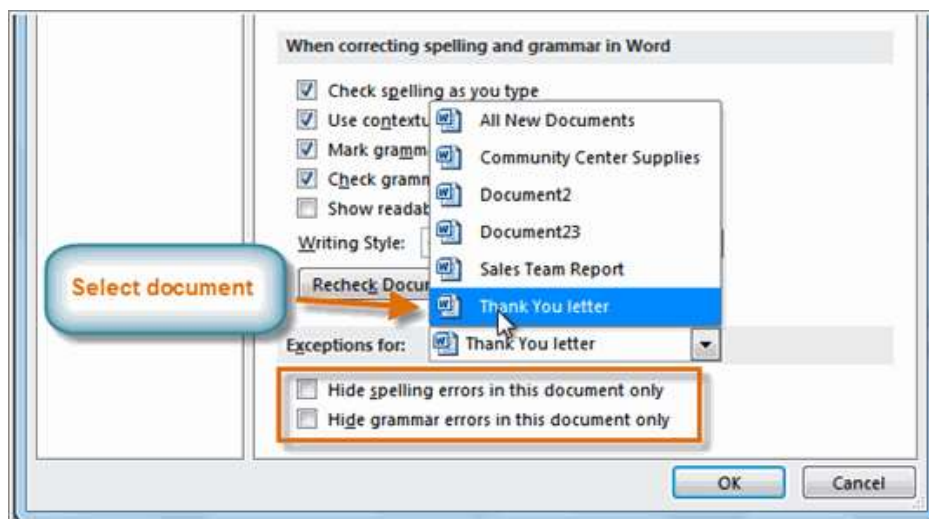 When correcting spelling and grammar in Word
Check spelling as you type
Use contextu
All New Documents
Mark gramm
Community Center Supplies
Check gramm
Document2
Show readab
Document23
Writing Style:
Sales Team Report
Select document
Recheck Docu
Thank You letter
Exceptions for:
Thank You letter
Hide spelling errors in this document only
Hide grammar errors in this document only
OK
Cancel